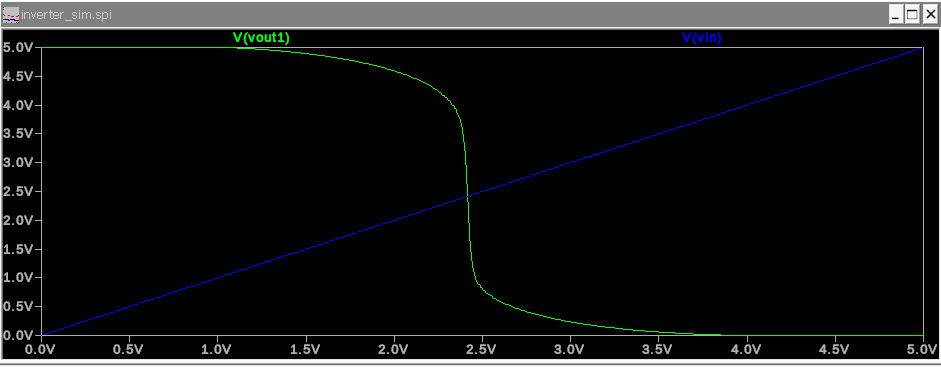 inverter_sim.spi
V(vout1) V(vin)
5.0V
4.5V
4.0V
3.5V
3.0V
2.5V
2.0V
1.5V
1.0V
0.5V
0.0V
0.0V 0.5V 1.0V 1.5V 2.0V 2.5V 3.0V 3.5V 4.0V 4.5V 5.0V